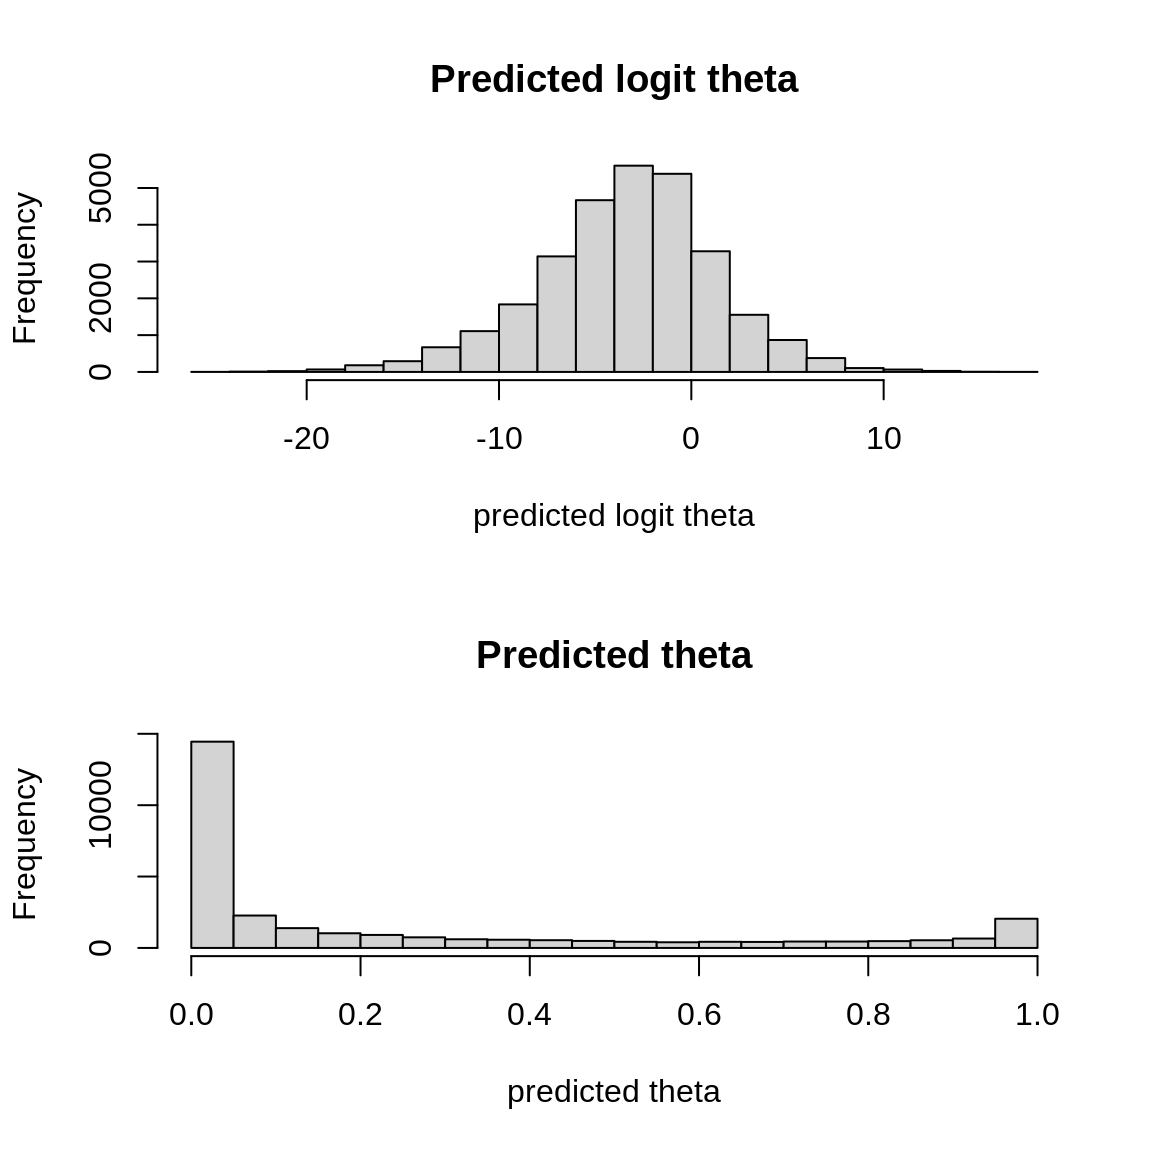 Predicted logit theta
Frequency
5000
2000
0
-20 -10 0 10
predicted logit theta
Predicted theta
Frequency
10000
0
0.0 0.2 0.4 0.6 0.8 1.0
predicted theta